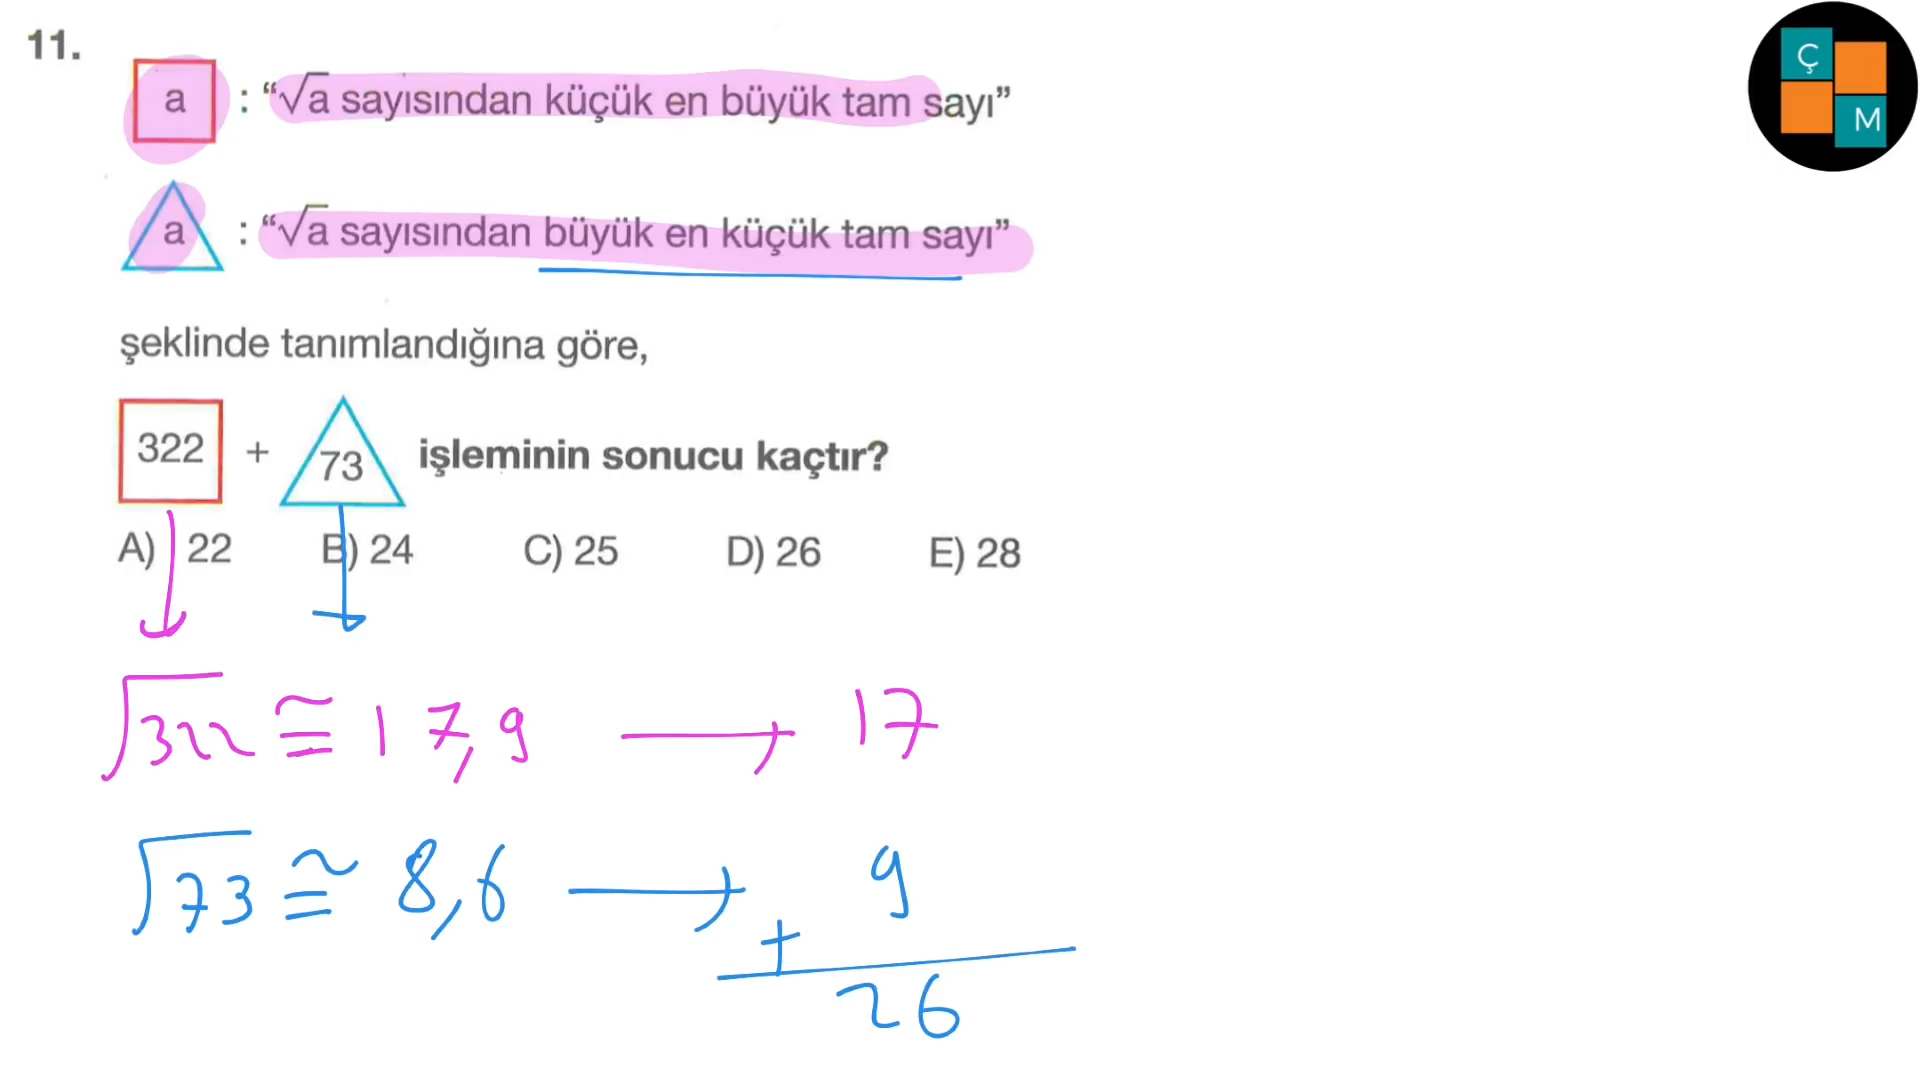 11.
a : “√a sayısından küçük en büyük tam sayı”
a : “√a sayısından büyük en küçük tam sayı”
şeklinde tanımlandığına göre,
322 + 73 işleminin sonucu kaçtır?
A) 22 B) 24 C) 25 D) 26 E) 28
√322 ≅ 17,9 → 17
√73 ≅ 8,6 → 9
+
26
Ç
M